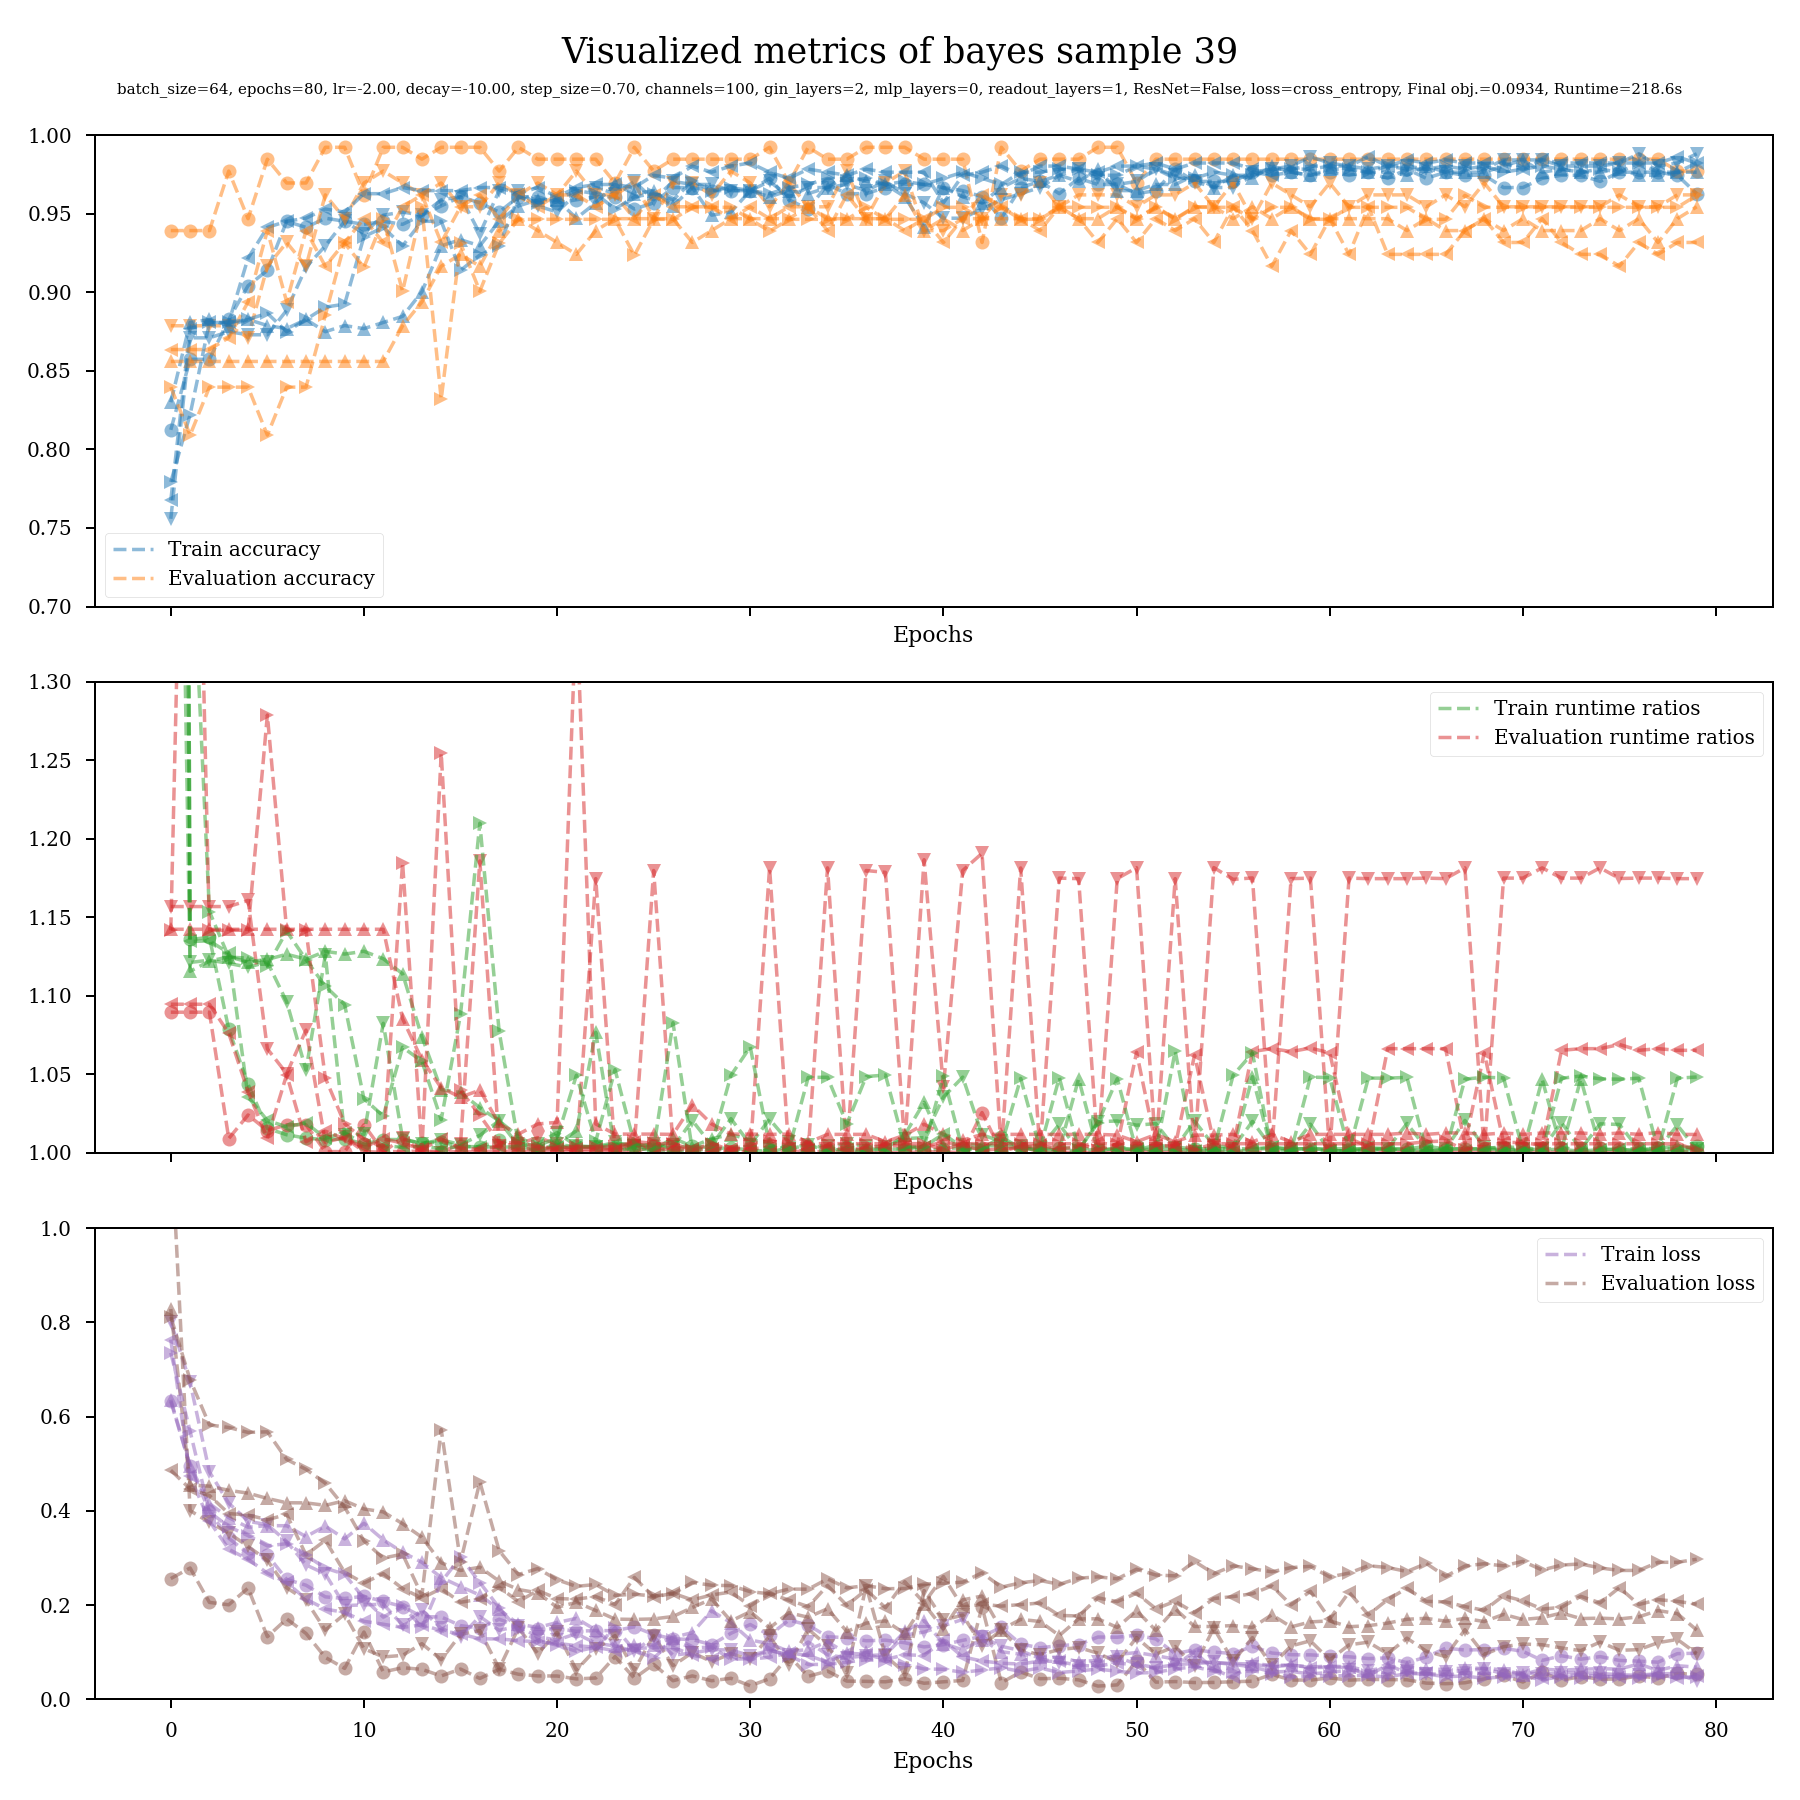 Visualized metrics of bayes sample 39
batch_size=64, epochs=80, lr=-2.00, decay=-10.00, step_size=0.70, channels=100, gin_layers=2, mlp_layers=0, readout_layers=1, ResNet=False, loss=cross_entropy, Final obj.=0.0934, Runtime=218.6s
1.00
0.95
0.90
0.85
0.80
0.75
0.70
Train accuracy
Evaluation accuracy
Epochs
1.30
1.25
1.20
1.15
1.10
1.05
1.00
Train runtime ratios
Evaluation runtime ratios
Epochs
1.0
0.8
0.6
0.4
0.2
0.0
Train loss
Evaluation loss
0 10 20 30 40 50 60 70 80
Epochs